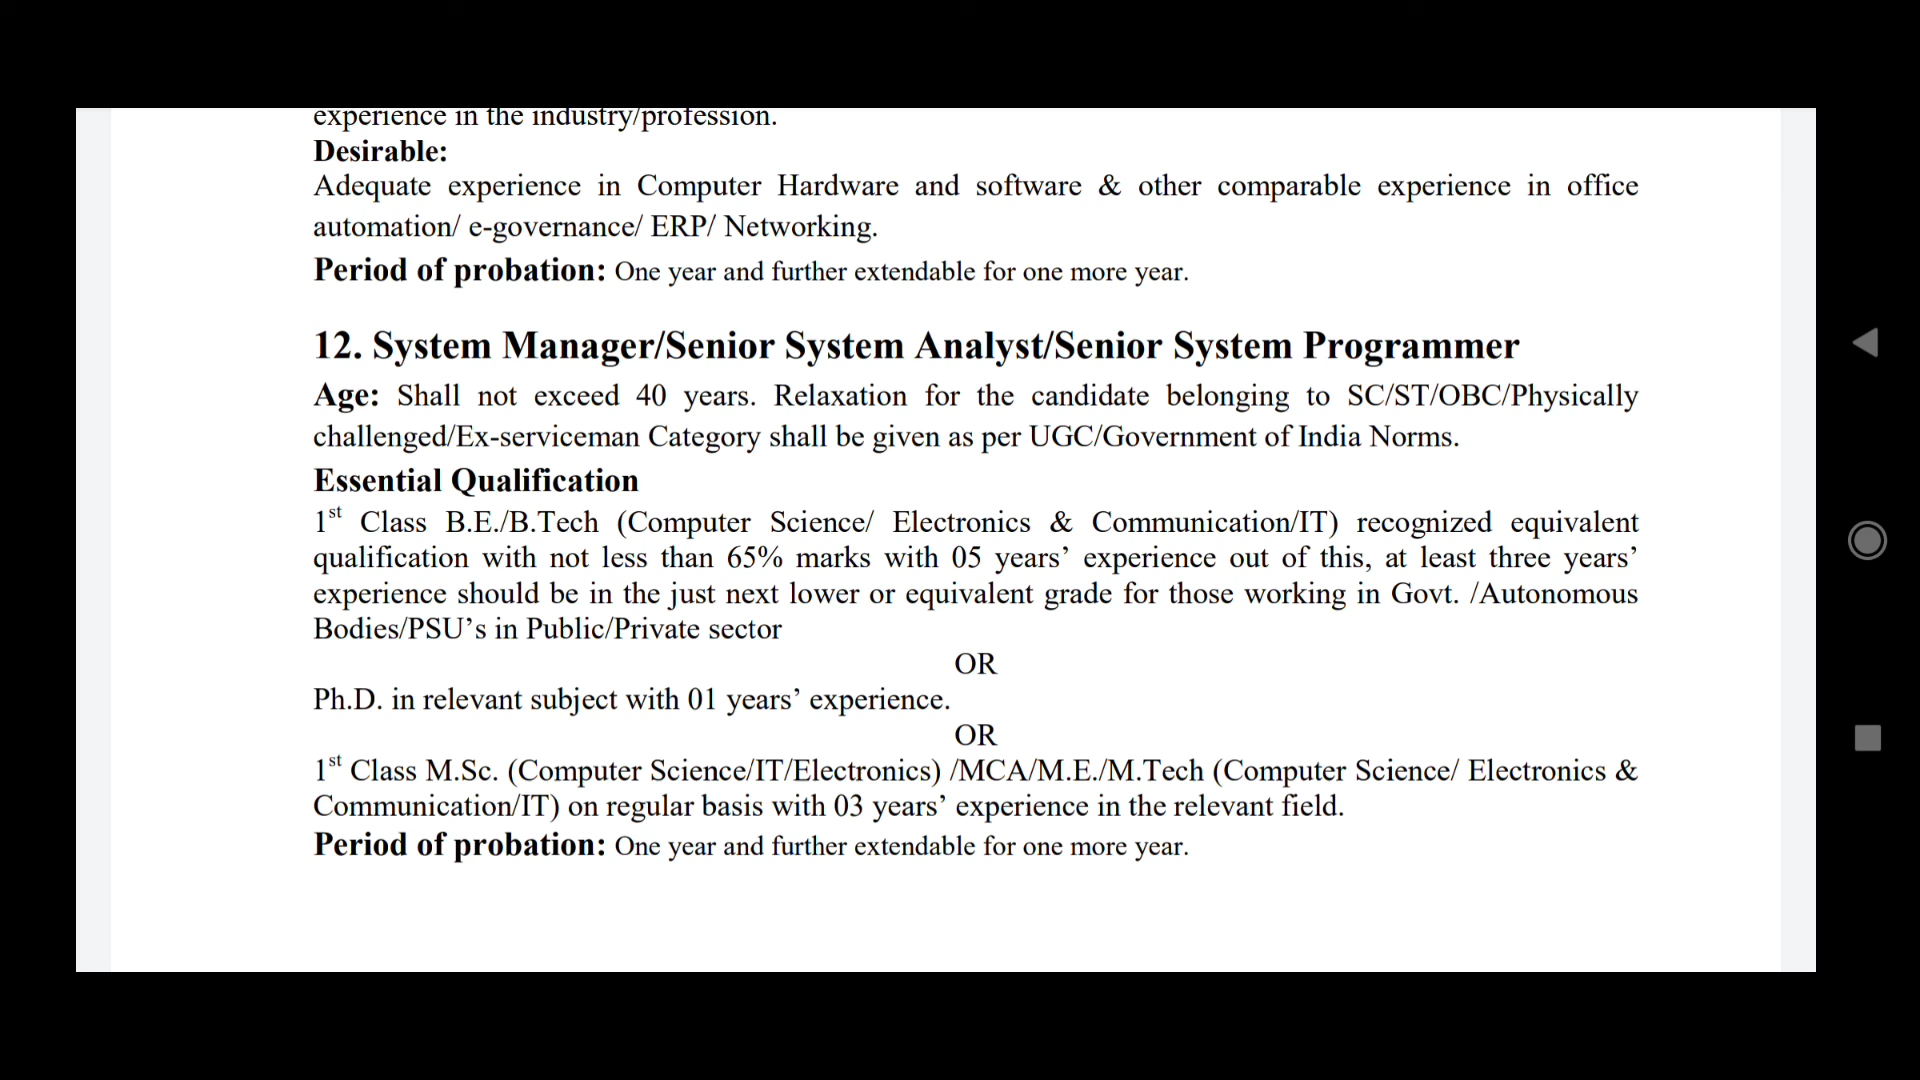 experience in the industry/profession.
Desirable:
Adequate experience in Computer Hardware and software & other comparable experience in office
automation/ e-governance/ ERP/ Networking.
Period of probation: One year and further extendable for one more year.
12. System Manager/Senior System Analyst/Senior System Programmer
Age: Shall not exceed 40 years. Relaxation for the candidate belonging to SC/ST/OBC/Physically
challenged/Ex-serviceman Category shall be given as per UGC/Government of India Norms.
Essential Qualification
1st Class B.E./B.Tech (Computer Science/ Electronics & Communication/IT) recognized equivalent
qualification with not less than 65% marks with 05 years’ experience out of this, at least three years’
experience should be in the just next lower or equivalent grade for those working in Govt. /Autonomous
Bodies/PSU’s in Public/Private sector
OR
Ph.D. in relevant subject with 01 years’ experience.
OR
1st Class M.Sc. (Computer Science/IT/Electronics) /MCA/M.E./M.Tech (Computer Science/ Electronics &
Communication/IT) on regular basis with 03 years’ experience in the relevant field.
Period of probation: One year and further extendable for one more year.